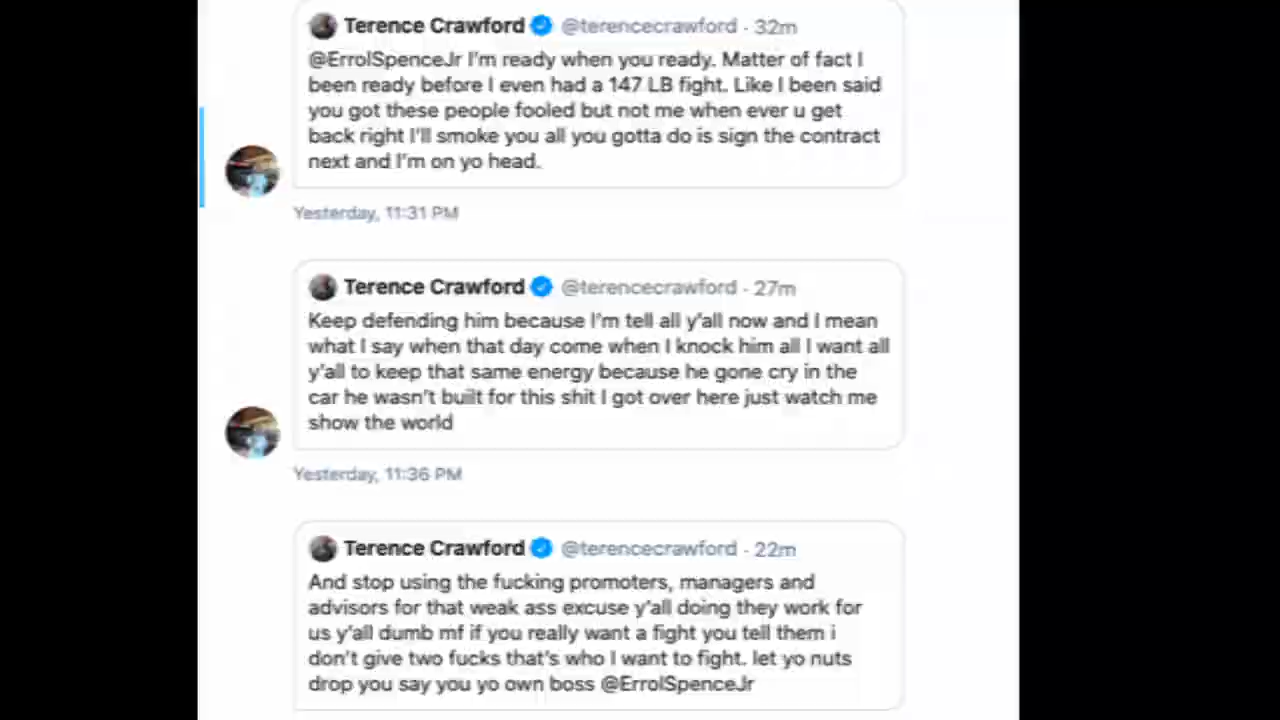 Terence Crawford @terencecrawford · 32m
@ErrolSpenceJr I'm ready when you ready. Matter of fact I
been ready before I even had a 147 LB fight. Like I been said
you got these people fooled but not me when ever u get
back right I'll smoke you all you gotta do is sign the contract
next and I'm on yo head.
Yesterday, 11:31 PM
Terence Crawford @terencecrawford · 27m
Keep defending him because I'm tell all y'all now and I mean
what I say when that day come when I knock him all I want all
y'all to keep that same energy because he gone cry in the
car he wasn't built for this shit I got over here just watch me
show the world
Yesterday, 11:36 PM
Terence Crawford @terencecrawford · 22m
And stop using the fucking promoters, managers and
advisors for that weak ass excuse y'all doing they work for
us y'all dumb mf if you really want a fight you tell them i
don't give two fucks that's who I want to fight. let yo nuts
drop you say you yo own boss @ErrolSpenceJr